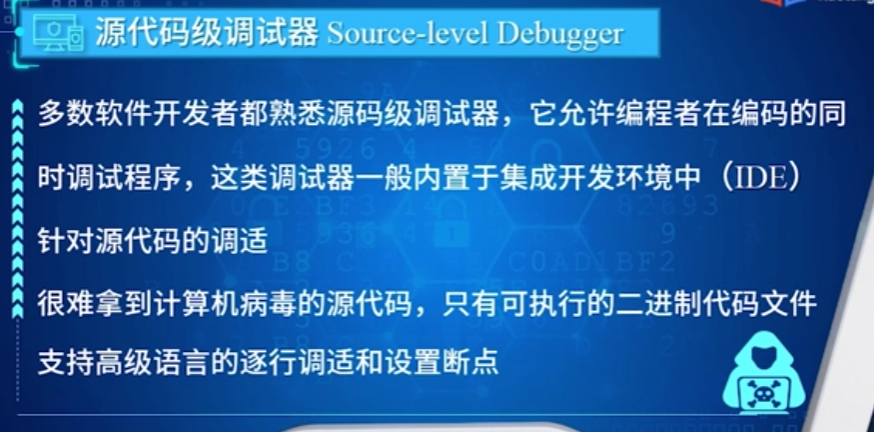 源代码级调试器 Source-level Debugger
多数软件开发者都熟悉源码级调试器，它允许编程者在编码的同
时调试程序，这类调试器一般内置于集成开发环境中（IDE）
针对源代码的调适
很难拿到计算机病毒的源代码，只有可执行的二进制代码文件
支持高级语言的逐行调适和设置断点